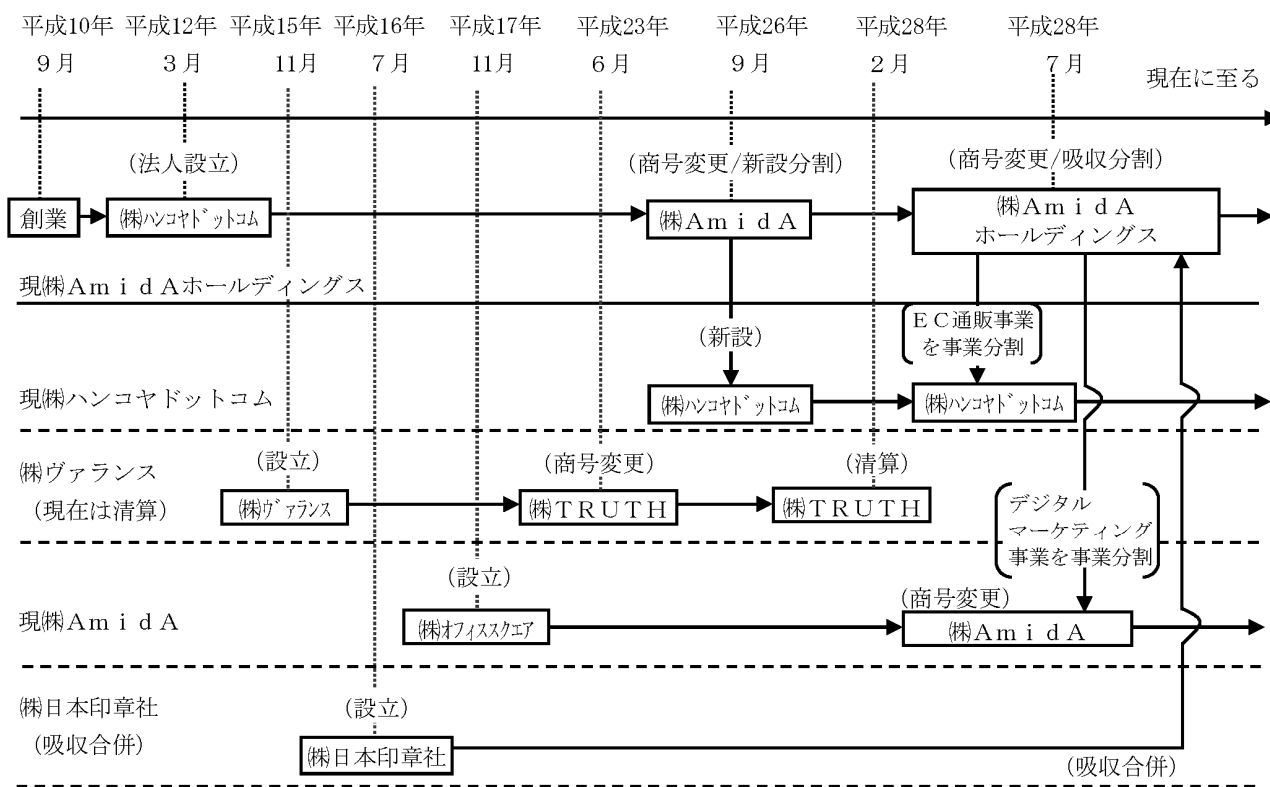 平成10年 平成12年 平成15年 平成16年 平成17年 平成23年 平成26年 平成28年 平成28年
９月 ３月 11月 ７月 11月 ６月 ９月 ２月 ７月
現在に至る
(法人設立) (商号変更/新設分割) (商号変更/吸収分割)
創業 ㈱ハンコヤドットコム ㈱ＡｍｉｄＡ ㈱ＡｍｉｄＡ
ホールディングス
現㈱ＡｍｉｄＡホールディングス
(新設)
ＥＣ通販事業
を事業分割
現㈱ハンコヤドットコム ㈱ハンコヤドットコム ㈱ハンコヤドットコム
㈱ヴァランス
(現在は清算)
(設立) (商号変更) (清算)
㈱ヴァランス ㈱ＴＲＵＴＨ ㈱ＴＲＵＴＨ
デジタル
マーケティング
事業を事業分割
(設立) (商号変更)
現㈱ＡｍｉｄＡ ㈱オフィススクエア ㈱ＡｍｉｄＡ
㈱日本印章社
(吸収合併)
(設立)
㈱日本印章社
(吸収合併)